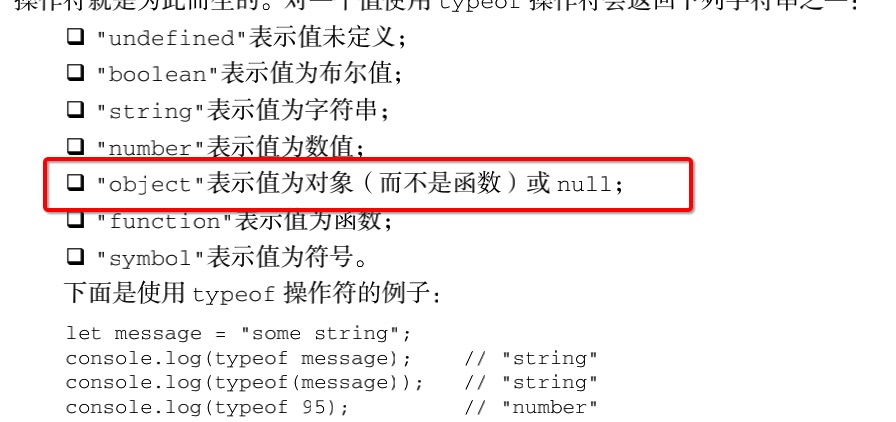 操作符就是为此而生的。对一个值使用 typeof 操作符会返回下列字符串之一：
❑ "undefined"表示值未定义；
❑ "boolean"表示值为布尔值；
❑ "string"表示值为字符串；
❑ "number"表示值为数值；
❑ "object"表示值为对象（而不是函数）或 null；
❑ "function"表示值为函数；
❑ "symbol"表示值为符号。
下面是使用 typeof 操作符的例子：
let message = "some string";
console.log(typeof message);    // "string"
console.log(typeof(message));   // "string"
console.log(typeof 95);         // "number"